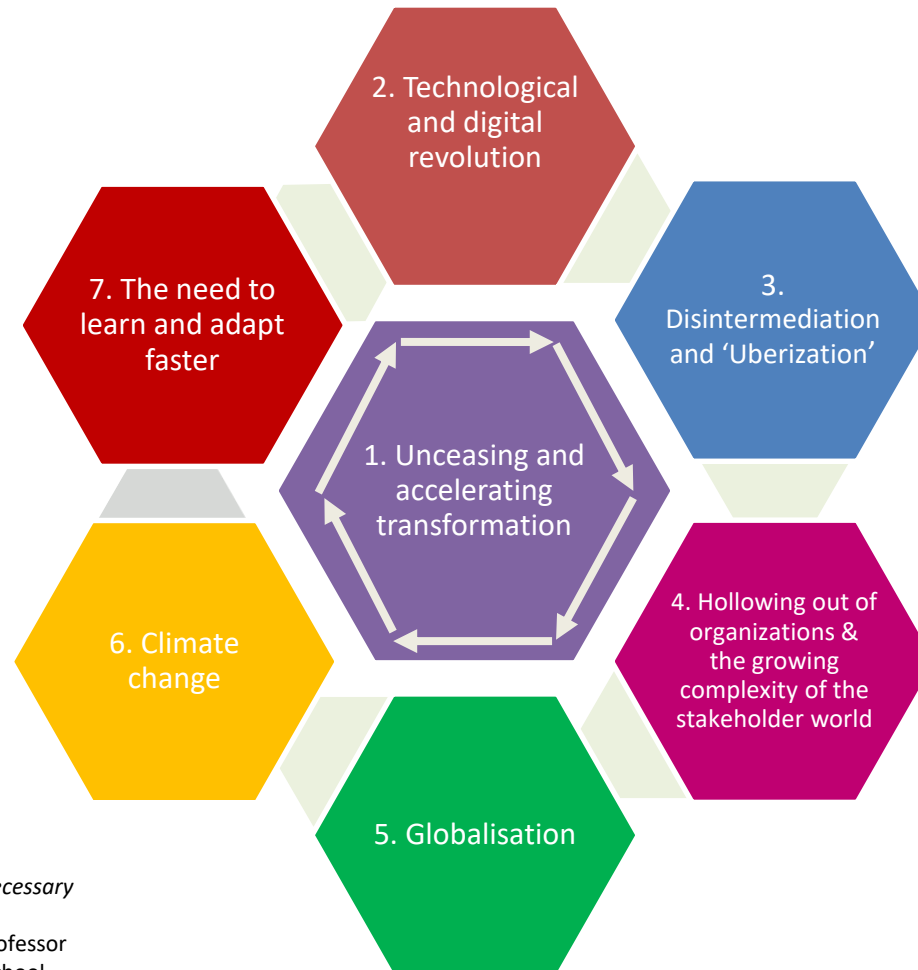 2. Technological
and digital
revolution
3.
Disintermediation
and ‘Uberization’
7. The need to
learn and adapt
faster
1. Unceasing and
accelerating
transformation
4. Hollowing out of
organizations &
the growing
complexity of the
stakeholder world
6. Climate
change
5. Globalisation